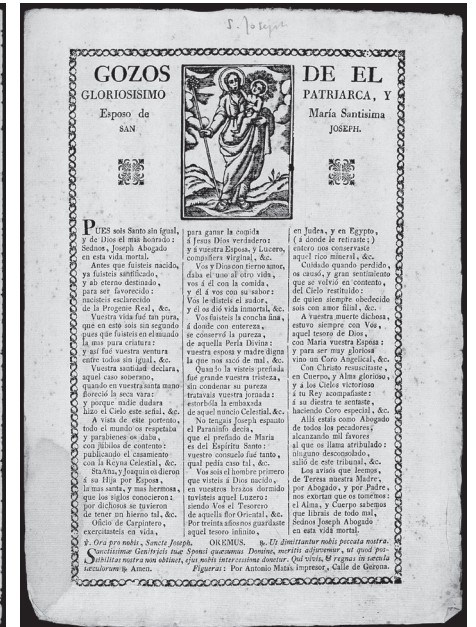 S. Joseph
GOZOS DE EL
GLORIOSISIMO PATRIARCA, Y
Esposo de María Santisima
SAN JOSEPH.
PUES sois Santo sin igual,
y de Dios el mas honrado:
Sednos, Joseph Abogado
en esta vida mortal.
Antes que fuisteis nacido,
ya fuisteis santificado,
y ab eterno destinado,
para ser favorecido:
nacisteis esclarecido
de la Progenie Real, &c.
Vuestra vida fué tan pura,
que en esto sois sin segundo
pues que fuisteis en el mundo
la mas pura criatura:
y así fué vuestra ventura
entre todos sin igual, &c.
Vuestra santidad declara,
aquel caso soberano,
quando en vuestra santa mano
floreció la seca vara:
y porque nadie dudara
hizo el Cielo este señal, &c.
A vista de este portento,
todo el mundo os respetaba
y parabienes os daba,
con júbilos de contento:
publicando el casamiento
con la Reyna Celestial, &c.
Sta Ana, y Joaquin os dieron
á su Hija por Esposa,
la mas santa, y mas hermosa,
que los siglos conocieron:
por dichosos se tuvieron
de tener un hierno tal, &c.
Oficio de Carpintero,
exercitasteis en vida,
para ganar la comida
á Jesus Dios verdadero:
y á vuestra Esposa, y Lucero,
compañera virginal, &c.
Vos y Dios con tierno amor,
daba el uno al otro vida,
vos á él con la comida,
y él á vos con su sabor:
Vos le disteis el sudor,
y él os dió vida inmortal, &c.
Vos fuisteis la concha fina,
á donde con entereza,
se conservó la pureza,
de aquella Perla Divina:
vuestra esposa y madre digna
la que nos sacó de mal, &c.
Quando la visteis preñada
fué grande vuestra tristeza,
sin condenar su pureza
tratavais vuestra jornada:
estorbóla la embaxada
de aquel nuncio Celestial, &c.
No tengais Joseph espanto
el Paraninfo decia,
que el preñado de Maria
es del Espíritu Santo:
vuestro consuelo fué tanto,
qual pedía caso tal, &c.
Vos sois el hombre primero
que visteis á Dios nacido,
en vuestros brazos dormido
tuvisteis aquel Luzero:
siendo Vos el Tesorero
de aquella flor Oriental, &c.
Por treinta años nos guardaste
aquel tesoro infinito,
en Judea, y en Egypto,
(á donde le retiraste;)
entero nos conservaste
aquel rico mineral, &c.
Cuidado quando perdido,
os causó, y gran sentimiento
que se volvió en contento,
del Cielo restituido:
de quien siempre obedecido
sois con amor filial, &c.
A vuestra muerte dichosa,
estuvo siempre con Vos,
aquel tesoro de Dios,
con María vuestra Esposa:
y para ser muy gloriosa
vino un Coro Angelical, &c.
Con Christo resuscitaste,
en Cuerpo, y Alma glorioso,
y á los Cielos victorioso
á tu Rey acompañaste:
á su diestra te sentaste,
haciendo Coro especial, &c.
Allá estais como Abogado
de todos los pecadores,
alcanzando mil favores
al que os llama atribulado:
ninguno desconsolado,
salió de este tribunal, &c.
Los avisos que leemos,
de Teresa nuestra Madre,
por Abogado, y por Padre,
nos exortan que os tomemos:
el Alma, y Cuerpo sabemos
que librais de todo mal,
Sednos Joseph Abogado
en esta vida mortal.
℣. Ora pro nobis, Sancte Joseph. OREMUS. ℟. Ut dimittantur nobis peccata nostra.
Sanctissimæ Genitricis tuæ Sponsi quæsumus Domine, meritis adjuvemur, ut quod pos-
sibilitas nostra non obtinet, ejus nobis intercessione donetur. Qui vivis, & regnas in sæcula
sæculorum ℟ Amen. Figueras: Por Antonio Matas impresor, Calle de Gerona.